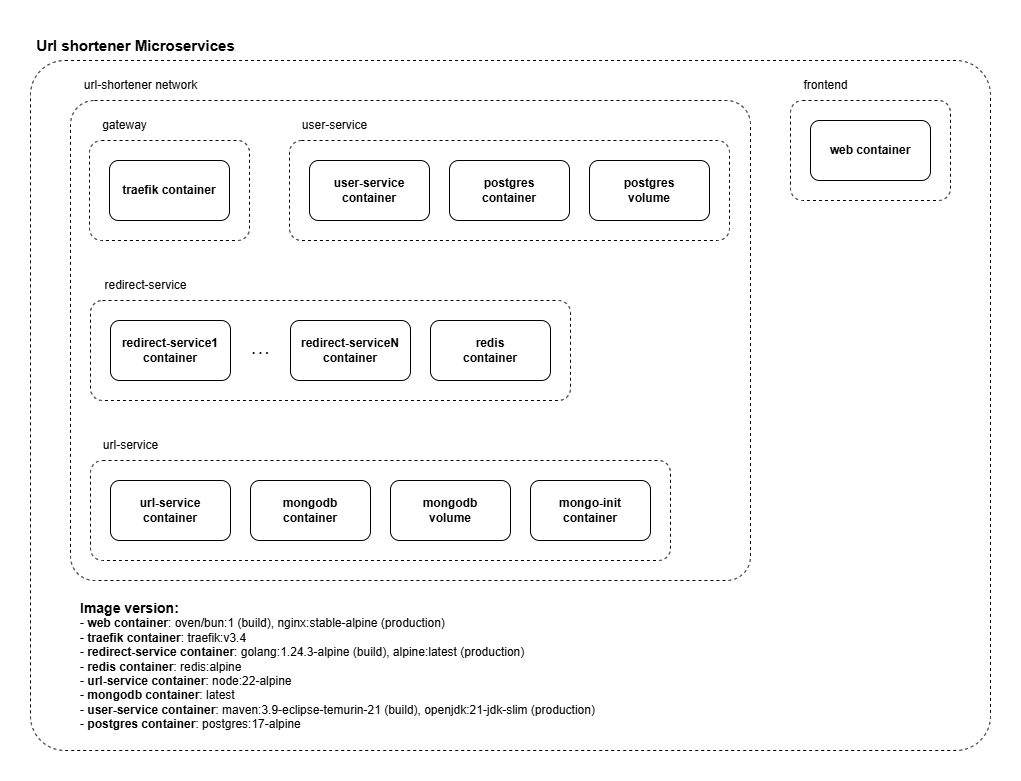 Url shortener Microservices
url-shortener network
frontend
gateway
user-service
web container
traefik container
user-service
container
postgres
container
postgres
volume
redirect-service
redirect-service1
container
...
redirect-serviceN
container
redis
container
url-service
url-service
container
mongodb
container
mongodb
volume
mongo-init
container
Image version:
- web container: oven/bun:1 (build), nginx:stable-alpine (production)
- traefik container: traefik:v3.4
- redirect-service container: golang:1.24.3-alpine (build), alpine:latest (production)
- redis container: redis:alpine
- url-service container: node:22-alpine
- mongodb container: latest
- user-service container: maven:3.9-eclipse-temurin-21 (build), openjdk:21-jdk-slim (production)
- postgres container: postgres:17-alpine